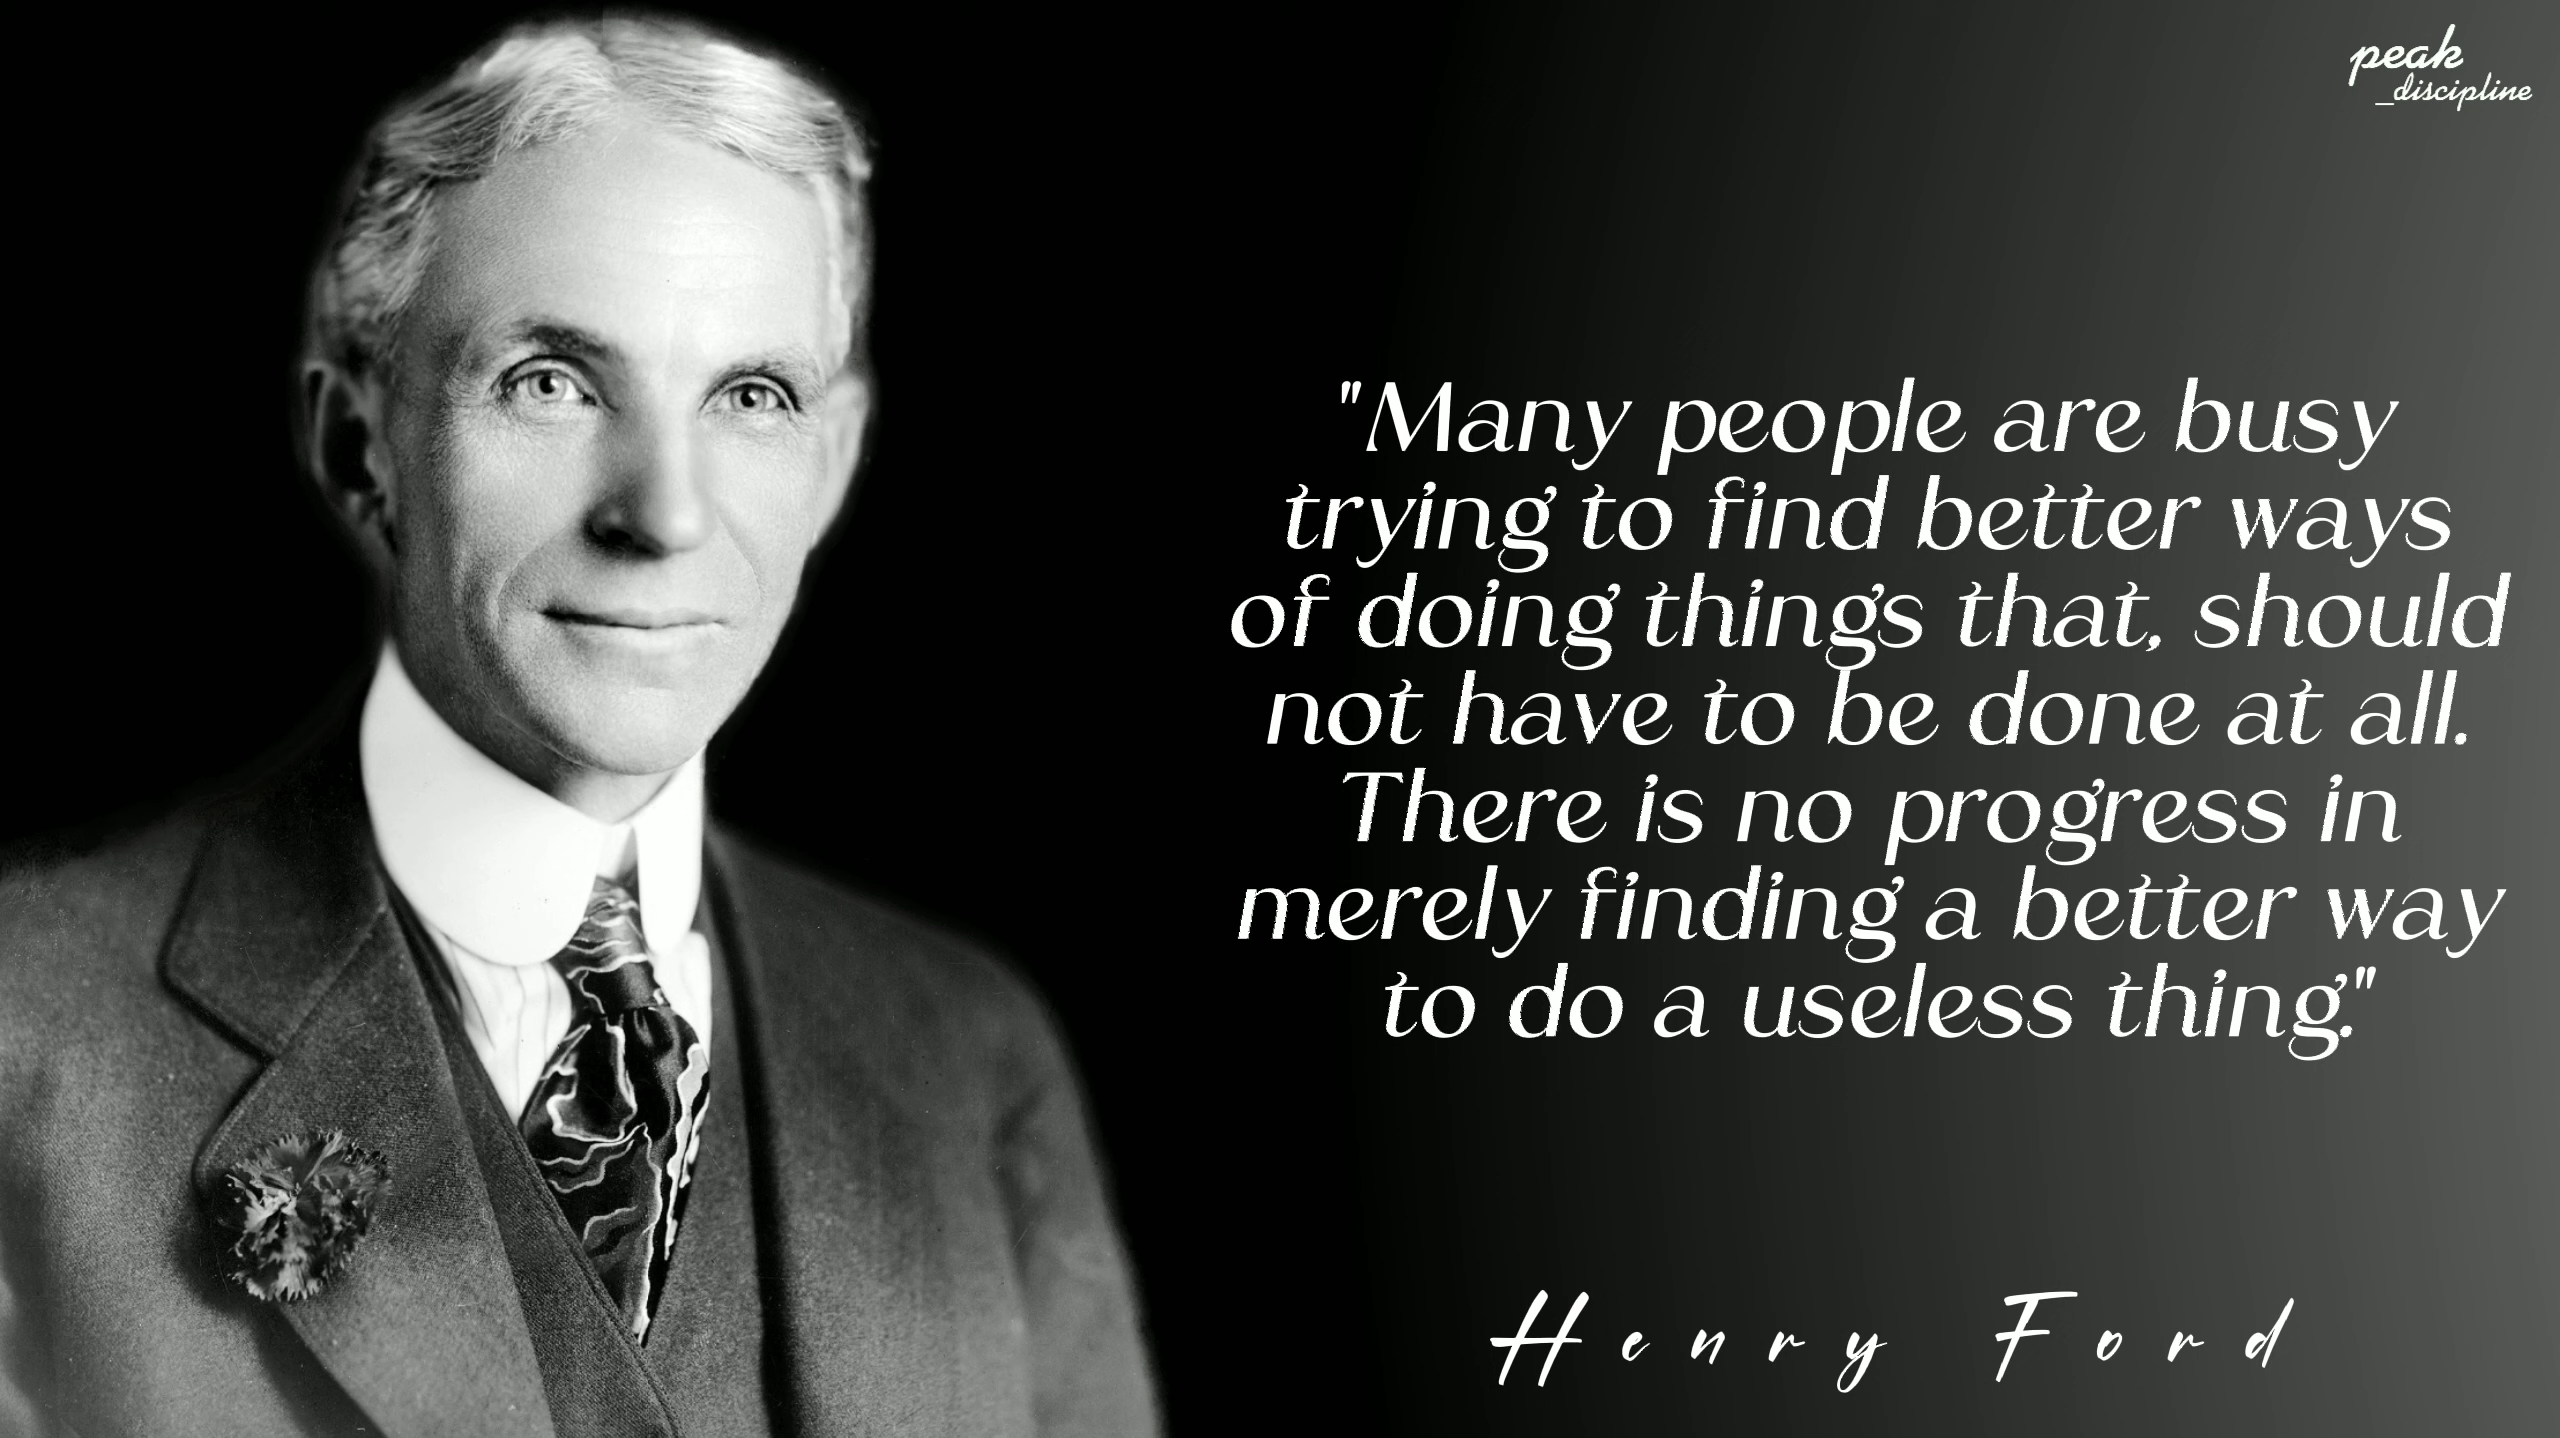 peak
_discipline
"Many people are busy
trying to find better ways
of doing things that, should
not have to be done at all.
There is no progress in
merely finding a better way
to do a useless thing."
Henry Ford